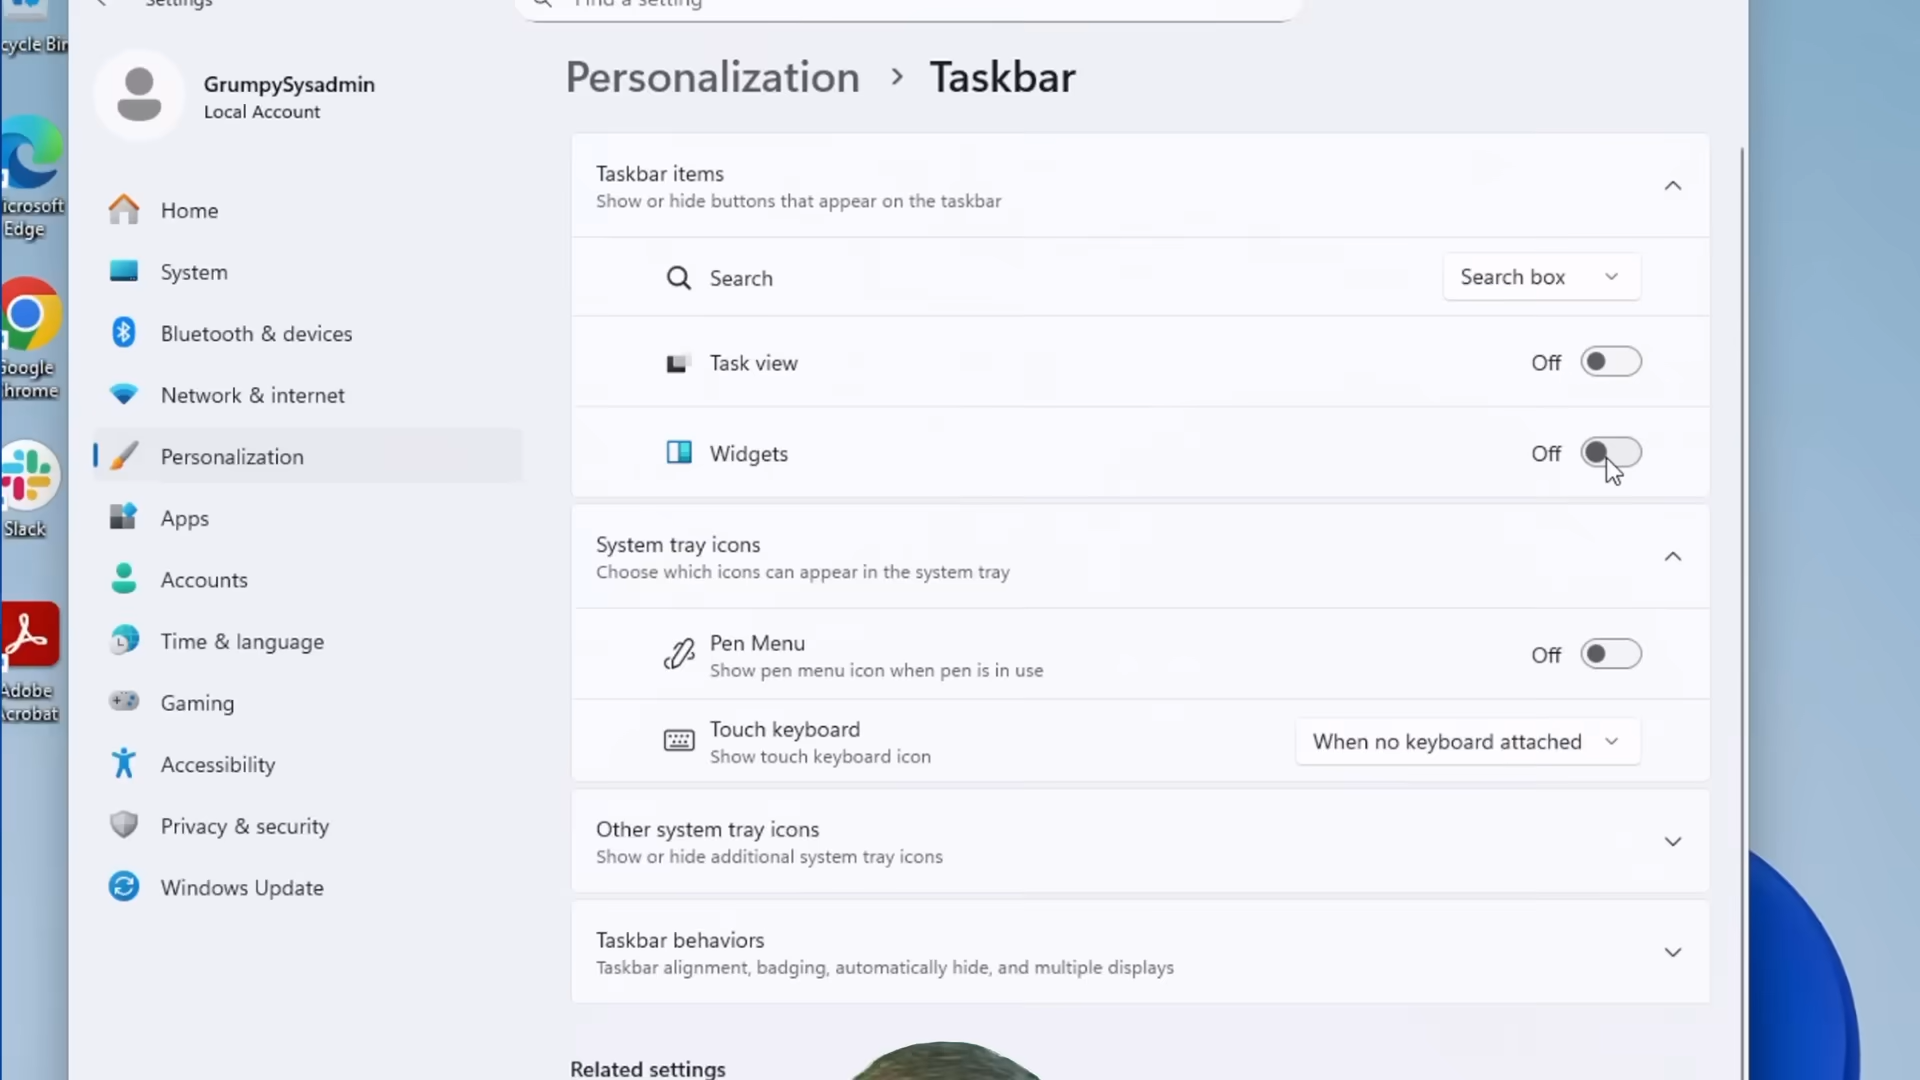 Settings
Find a setting
cycle Bin
GrumpySysadmin
Local Account
Personalization > Taskbar
icrosoft
Edge
Google
hrome
Slack
Adobe
Acrobat
Home
System
Bluetooth & devices
Network & internet
Personalization
Apps
Accounts
Time & language
Gaming
Accessibility
Privacy & security
Windows Update
Taskbar items
Show or hide buttons that appear on the taskbar
Search
Search box
Task view
Off
Widgets
Off
System tray icons
Choose which icons can appear in the system tray
Pen Menu
Show pen menu icon when pen is in use
Off
Touch keyboard
Show touch keyboard icon
When no keyboard attached
Other system tray icons
Show or hide additional system tray icons
Taskbar behaviors
Taskbar alignment, badging, automatically hide, and multiple displays
Related settings